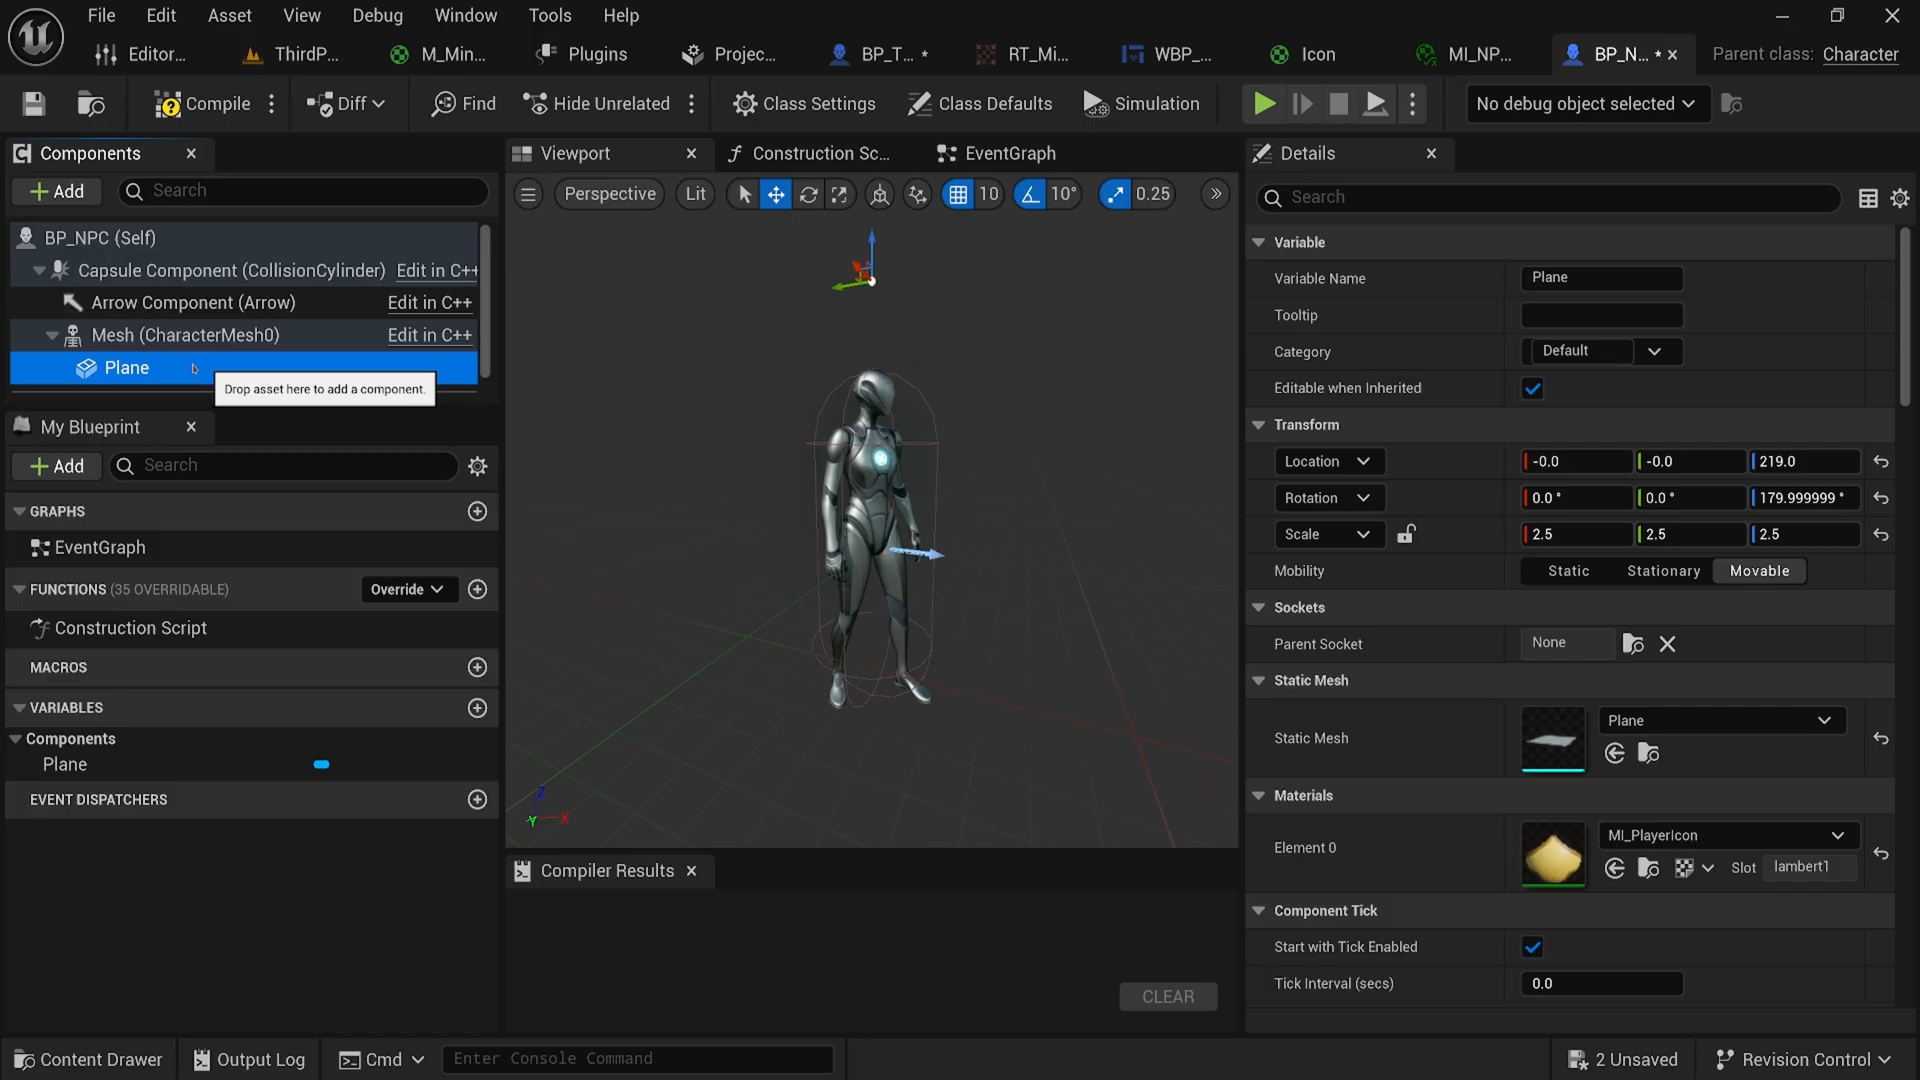 File Edit Asset View Debug Window Tools Help
Editor... ThirdP... M_Min... Plugins Projec... BP_T... * RT_Mi... WBP_... Icon MI_NP... BP_N... * Parent class: Character
Compile Diff Find Hide Unrelated Class Settings Class Defaults Simulation No debug object selected
Components
Add Search
BP_NPC (Self)
Capsule Component (CollisionCylinder) Edit in C++
Arrow Component (Arrow) Edit in C++
Mesh (CharacterMesh0) Edit in C++
Plane
Drop asset here to add a component.
My Blueprint
Add Search
GRAPHS
EventGraph
FUNCTIONS (35 OVERRIDABLE) Override
Construction Script
MACROS
VARIABLES
Components
Plane
EVENT DISPATCHERS
Viewport Construction Sc... EventGraph
Perspective Lit 10 10° 0.25
Z
Y X
Compiler Results
CLEAR
Details
Search
Variable
Variable Name Plane
Tooltip
Category Default
Editable when Inherited
Transform
Location -0.0 -0.0 219.0
Rotation 0.0 ° 0.0 ° 179.999999 °
Scale 2.5 2.5 2.5
Mobility Static Stationary Movable
Sockets
Parent Socket None
Static Mesh
Static Mesh Plane
Materials
Element 0 MI_PlayerIcon
Slot lambert1
Component Tick
Start with Tick Enabled
Tick Interval (secs) 0.0
Content Drawer Output Log Cmd Enter Console Command 2 Unsaved Revision Control